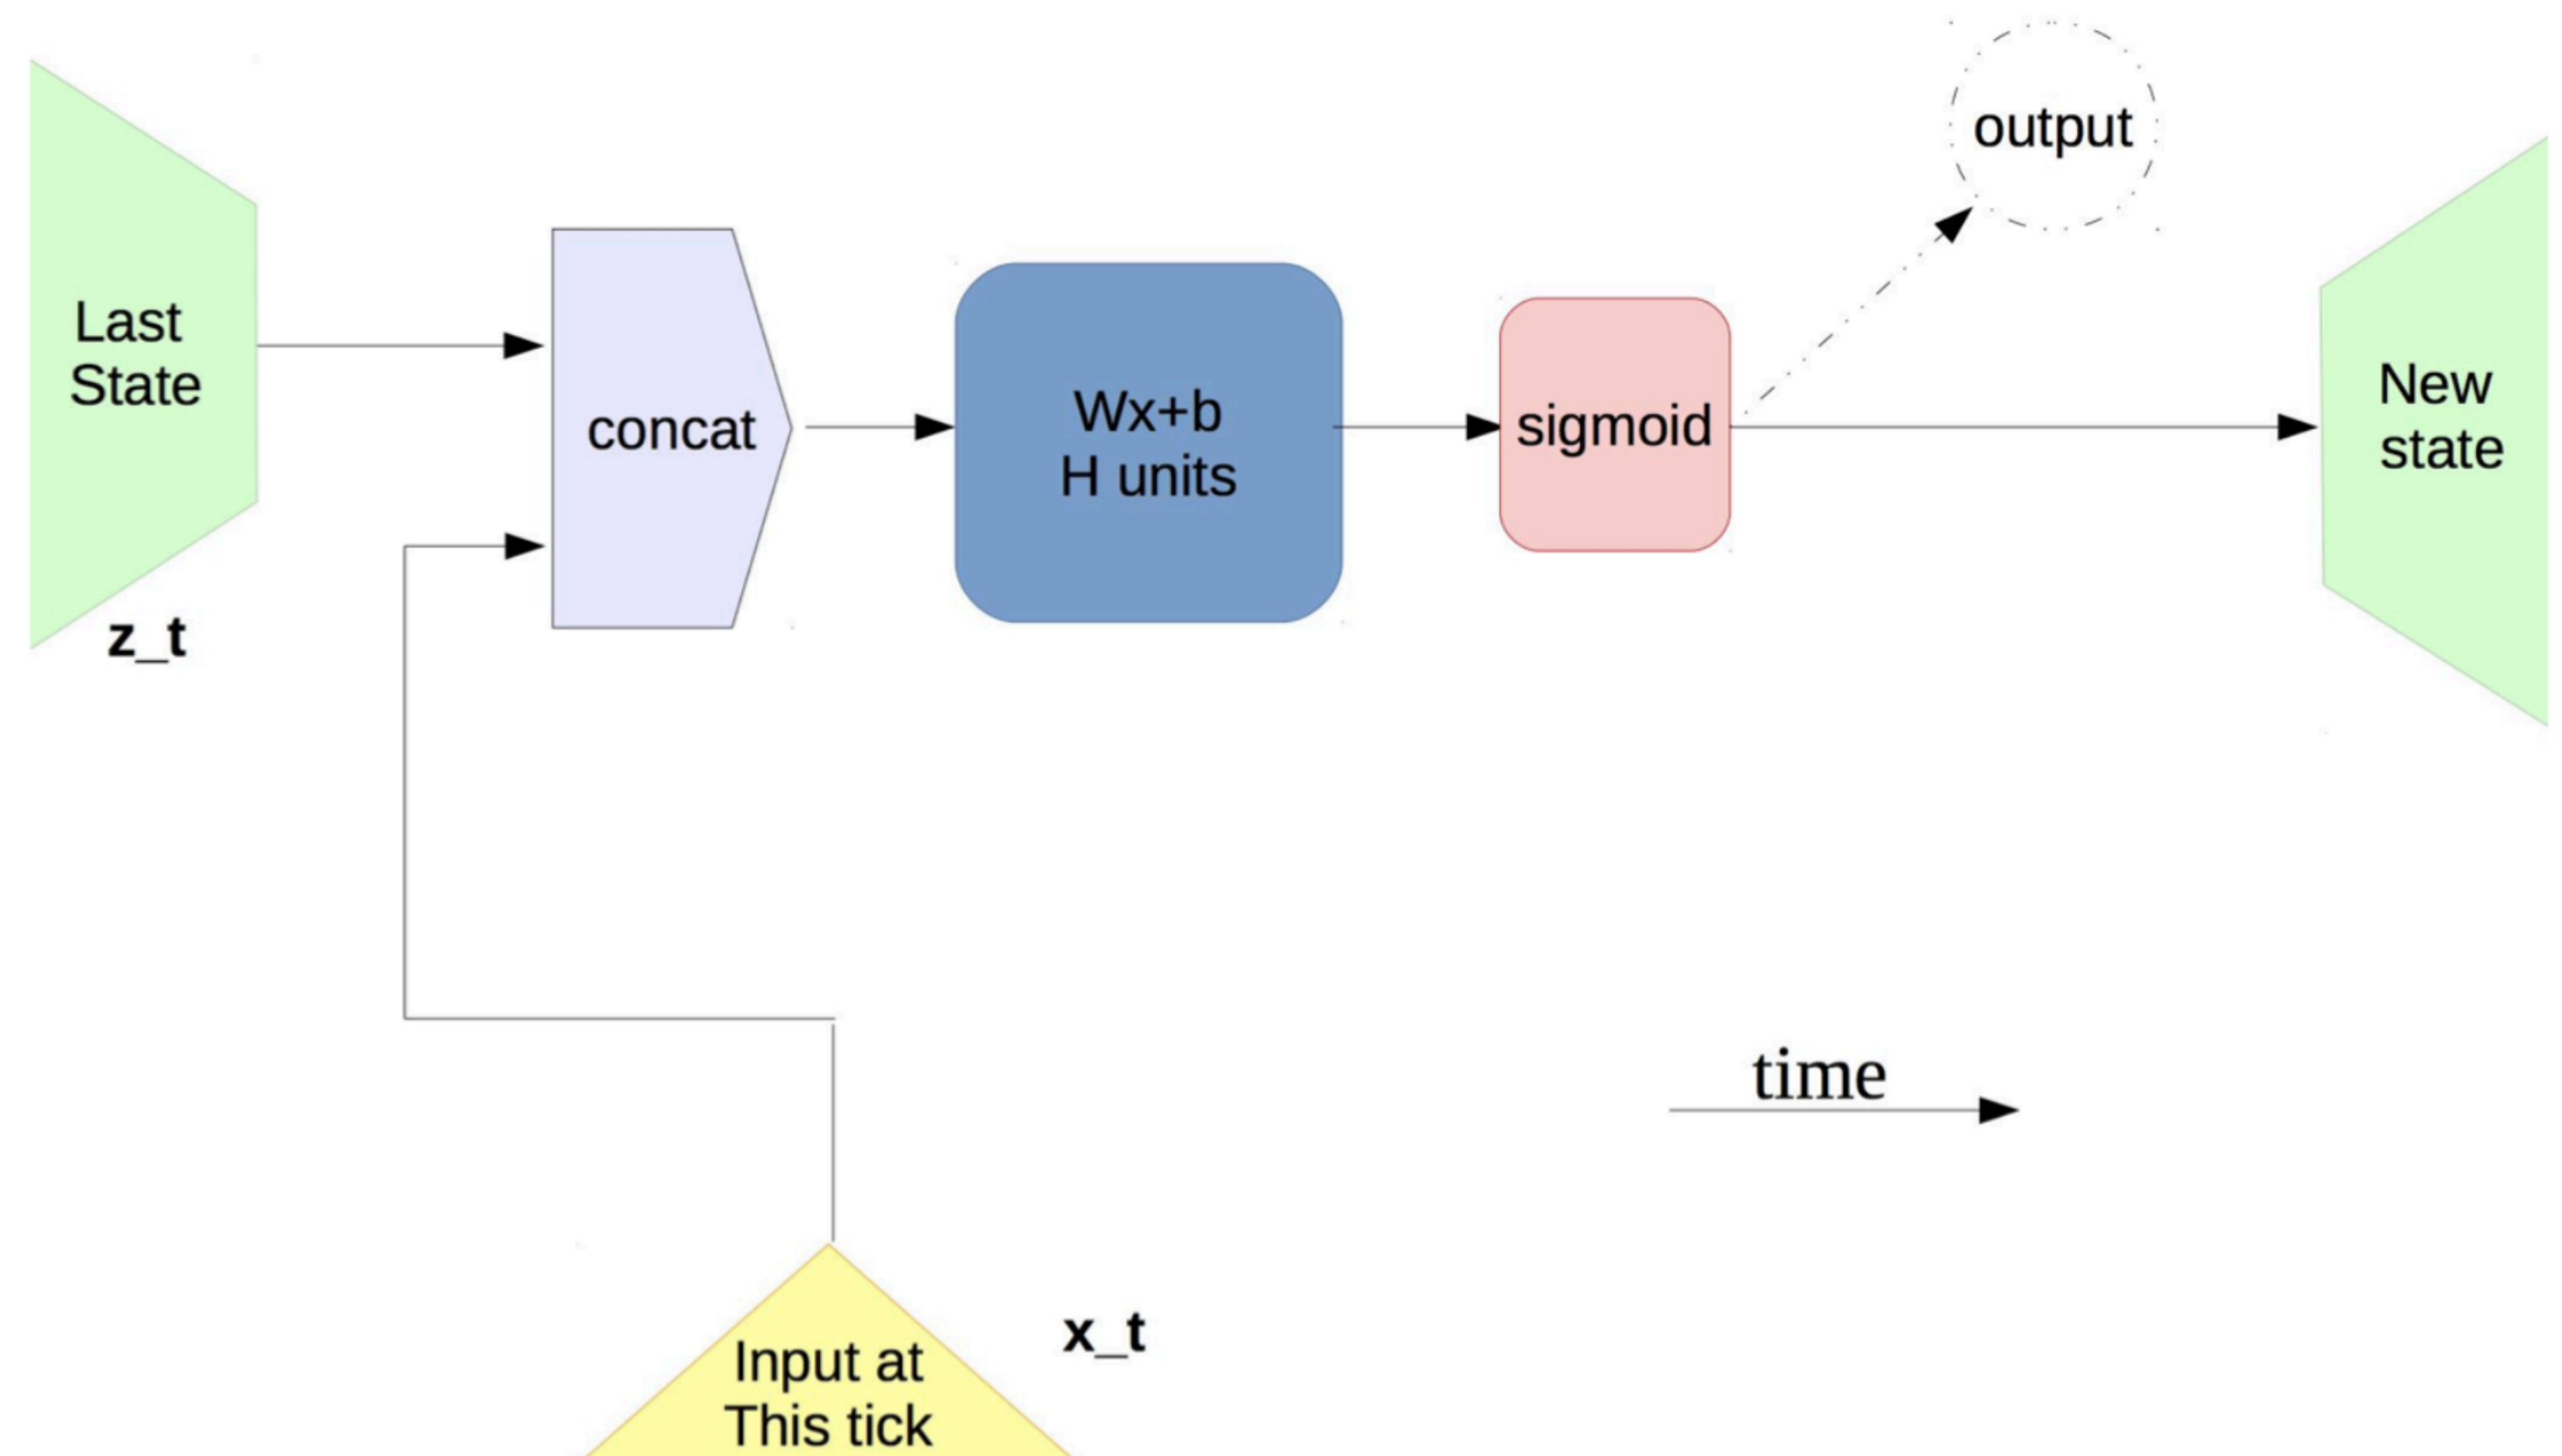 output
Last
State
concat
Wx+b
H units
sigmoid
New
state
z_t
time
x_t
Input at
This tick